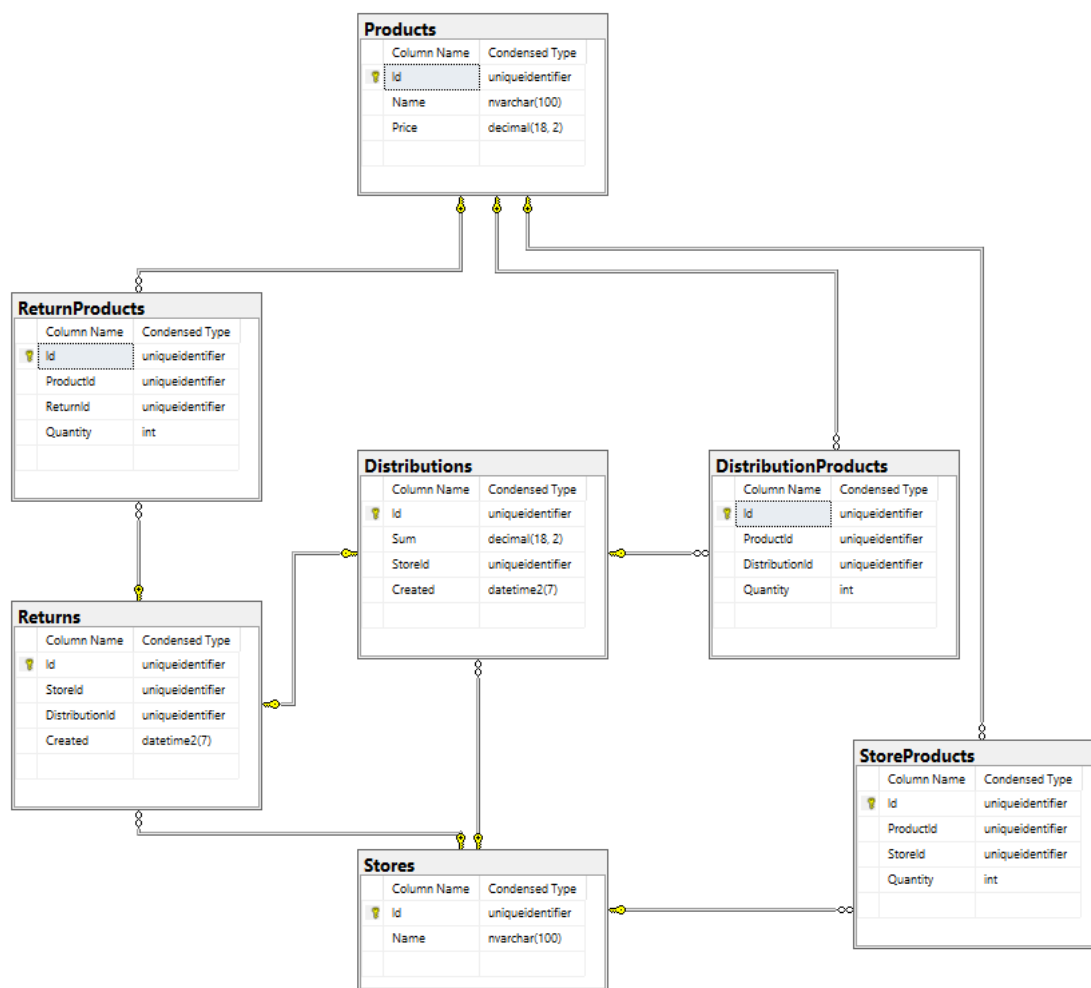 Products
Column Name Condensed Type
Id uniqueidentifier
Name nvarchar(100)
Price decimal(18, 2)
ReturnProducts
Column Name Condensed Type
Id uniqueidentifier
ProductId uniqueidentifier
ReturnId uniqueidentifier
Quantity int
Distributions
Column Name Condensed Type
Id uniqueidentifier
Sum decimal(18, 2)
StoreId uniqueidentifier
Created datetime2(7)
DistributionProducts
Column Name Condensed Type
Id uniqueidentifier
ProductId uniqueidentifier
DistributionId uniqueidentifier
Quantity int
Returns
Column Name Condensed Type
Id uniqueidentifier
StoreId uniqueidentifier
DistributionId uniqueidentifier
Created datetime2(7)
StoreProducts
Column Name Condensed Type
Id uniqueidentifier
ProductId uniqueidentifier
StoreId uniqueidentifier
Quantity int
Stores
Column Name Condensed Type
Id uniqueidentifier
Name nvarchar(100)